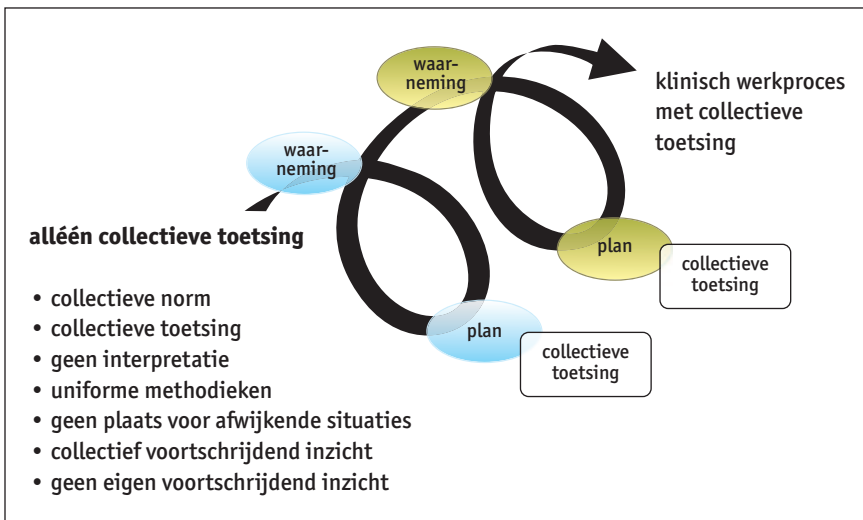 waar-
neming
klinisch werkproces
met collectieve
toetsing
waar-
neming
alléén collectieve toetsing
plan
collectieve
toetsing
• collectieve norm
• collectieve toetsing
• geen interpretatie
• uniforme methodieken
• geen plaats voor afwijkende situaties
• collectief voortschrijdend inzicht
• geen eigen voortschrijdend inzicht
plan
collectieve
toetsing